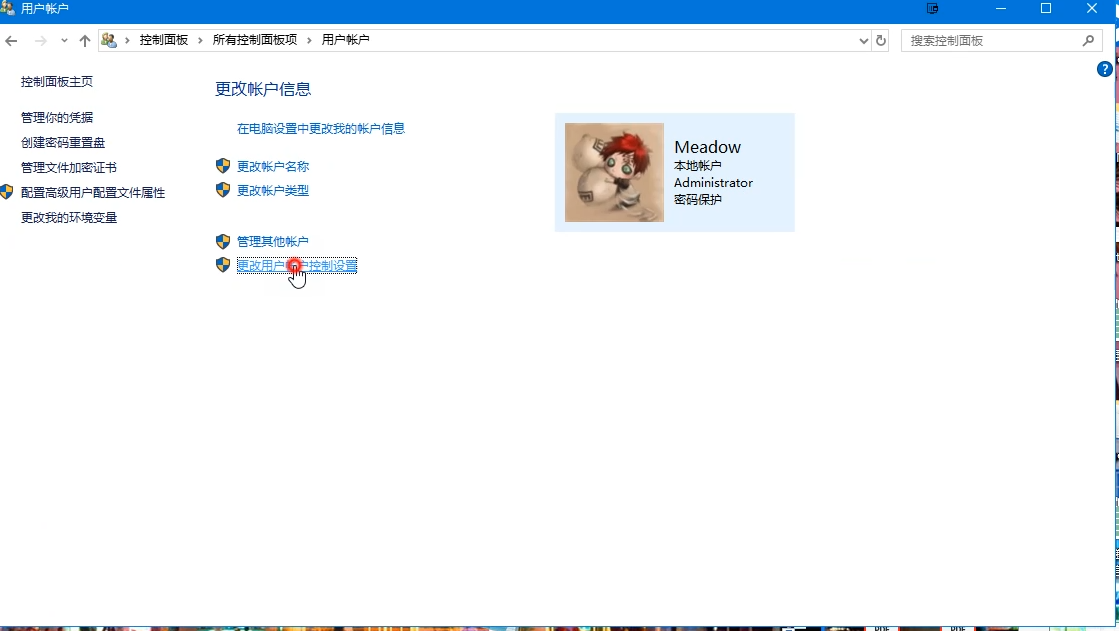 用户帐户
控制面板 › 所有控制面板项 › 用户帐户
搜索控制面板
控制面板主页
管理你的凭据
创建密码重置盘
管理文件加密证书
配置高级用户配置文件属性
更改我的环境变量
更改帐户信息
在电脑设置中更改我的帐户信息
更改帐户名称
更改帐户类型
管理其他帐户
更改用户帐户控制设置
Meadow
本地帐户
Administrator
密码保护